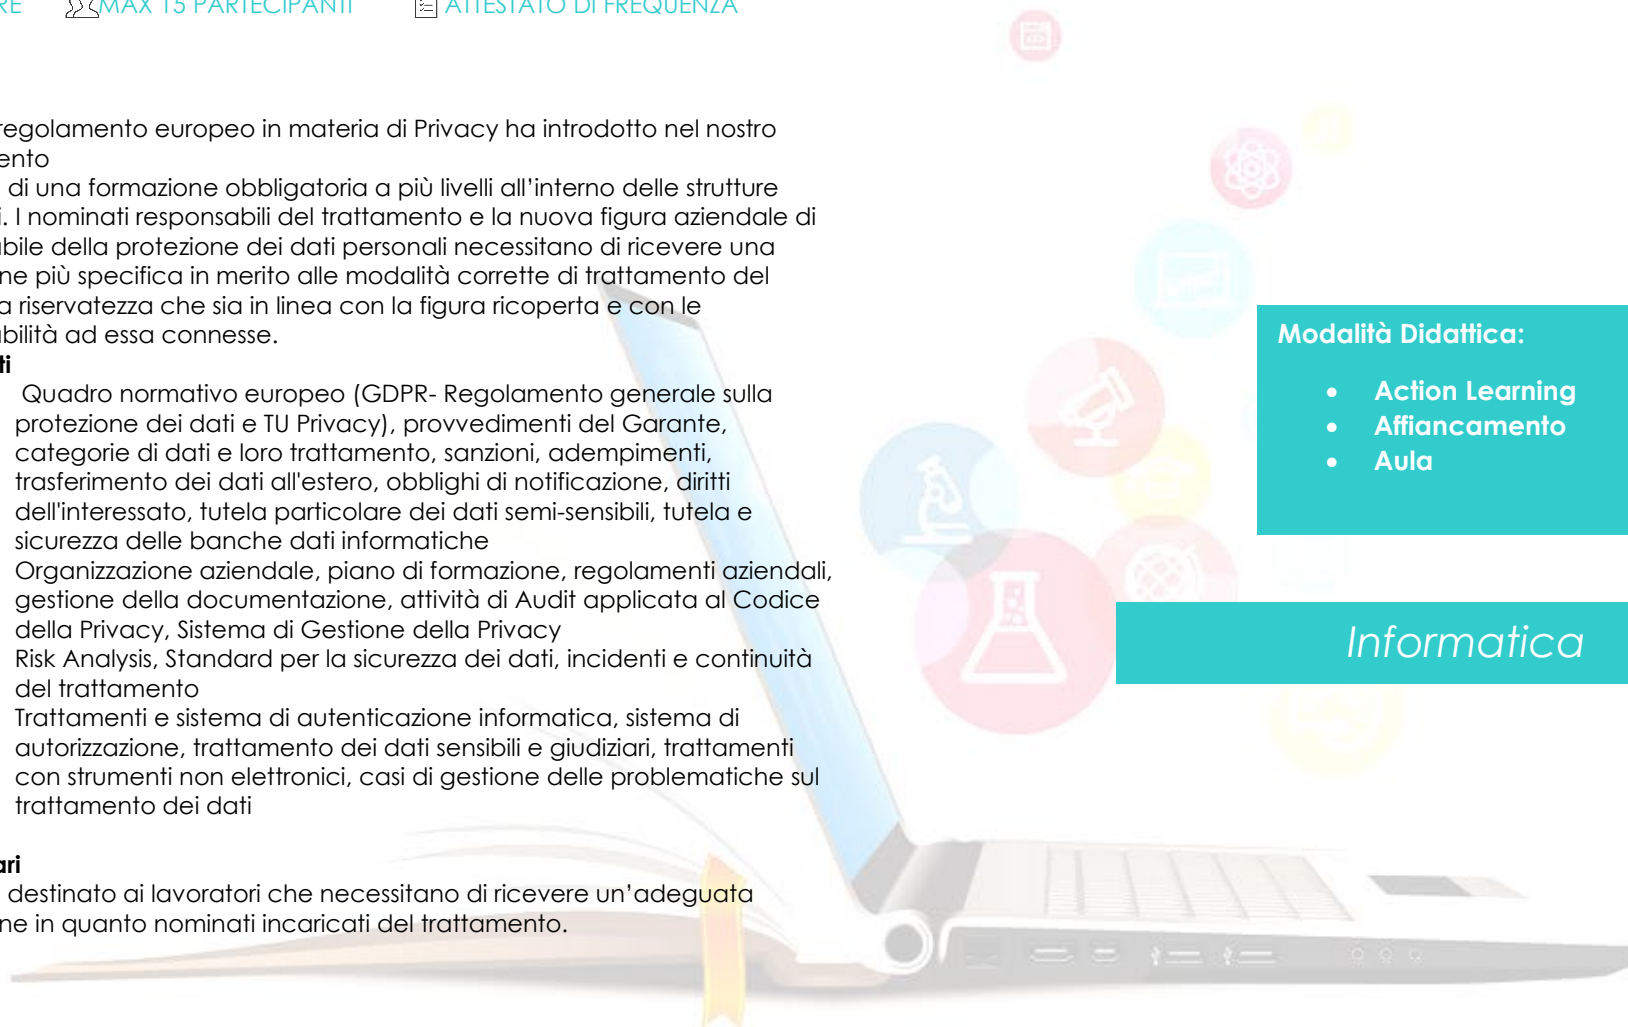 RE MAX 15 PARTECIPANTI ATTESTATO DI FREQUENZA
regolamento europeo in materia di Privacy ha introdotto nel nostro
ento
di una formazione obbligatoria a più livelli all’interno delle strutture
i. I nominati responsabili del trattamento e la nuova figura aziendale di
abile della protezione dei dati personali necessitano di ricevere una
ne più specifica in merito alle modalità corrette di trattamento del
a riservatezza che sia in linea con la figura ricoperta e con le
abilità ad essa connesse.
ti
Quadro normativo europeo (GDPR- Regolamento generale sulla
protezione dei dati e TU Privacy), provvedimenti del Garante,
categorie di dati e loro trattamento, sanzioni, adempimenti,
trasferimento dei dati all'estero, obblighi di notificazione, diritti
dell'interessato, tutela particolare dei dati semi-sensibili, tutela e
sicurezza delle banche dati informatiche
Organizzazione aziendale, piano di formazione, regolamenti aziendali,
gestione della documentazione, attività di Audit applicata al Codice
della Privacy, Sistema di Gestione della Privacy
Risk Analysis, Standard per la sicurezza dei dati, incidenti e continuità
del trattamento
Trattamenti e sistema di autenticazione informatica, sistema di
autorizzazione, trattamento dei dati sensibili e giudiziari, trattamenti
con strumenti non elettronici, casi di gestione delle problematiche sul
trattamento dei dati
ari
destinato ai lavoratori che necessitano di ricevere un’adeguata
ne in quanto nominati incaricati del trattamento.
Modalità Didattica:
• Action Learning
• Affiancamento
• Aula
Informatica